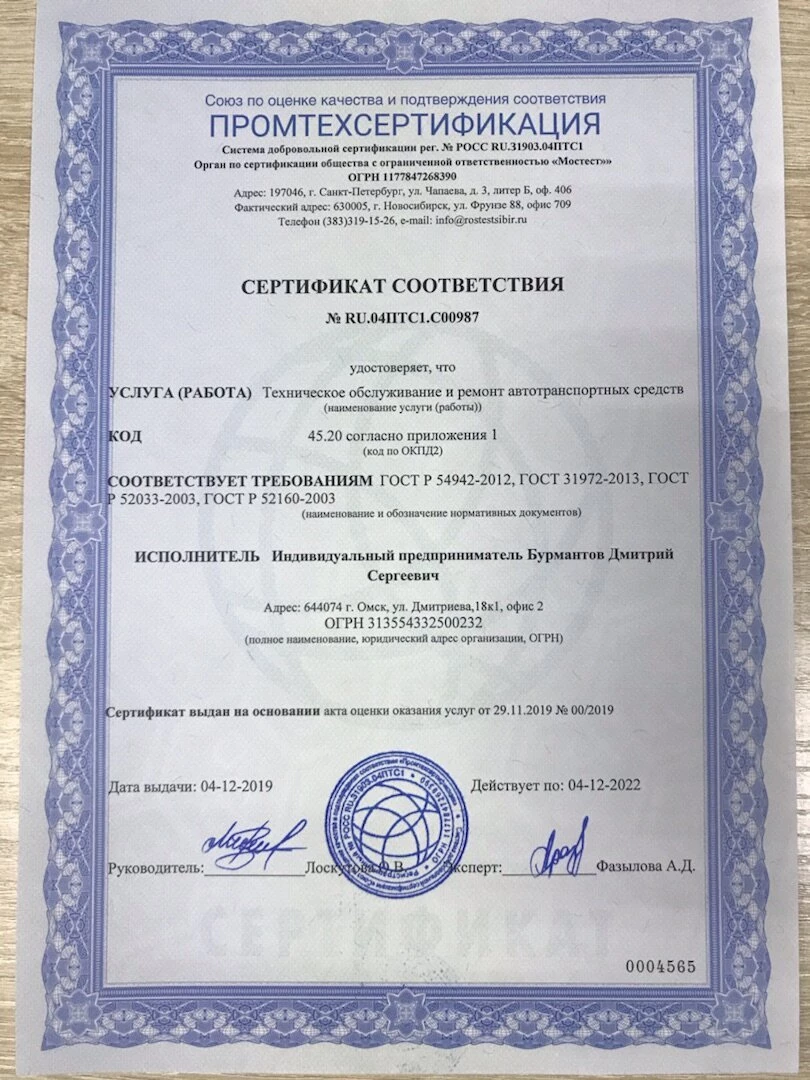 Союз по оценке качества и подтверждения соответствия
ПРОМТЕХСЕРТИФИКАЦИЯ
Система добровольной сертификации рег. № РОСС RU.31903.04ПТС1
Орган по сертификации общества с ограниченной ответственностью «Мостест»»
ОГРН 1177847268390
Адрес: 197046, г. Санкт-Петербург, ул. Чапаева, д. 3, литер Б, оф. 406
Фактический адрес: 630005, г. Новосибирск, ул. Фрунзе 88, офис 709
Телефон (383)319-15-26, e-mail: info@rostestsibir.ru
СЕРТИФИКАТ СООТВЕТСТВИЯ
№ RU.04ПТС1.С00987
удостоверяет, что
УСЛУГА (РАБОТА) Техническое обслуживание и ремонт автотранспортных средств
(наименование услуги (работы))
КОД 45.20 согласно приложения 1
(код по ОКПД2)
СООТВЕТСТВУЕТ ТРЕБОВАНИЯМ ГОСТ Р 54942-2012, ГОСТ 31972-2013, ГОСТ
Р 52033-2003, ГОСТ Р 52160-2003
(наименование и обозначение нормативных документов)
ИСПОЛНИТЕЛЬ Индивидуальный предприниматель Бурмантов Дмитрий
Сергеевич
Адрес: 644074 г. Омск, ул. Дмитриева,18к1, офис 2
ОГРН 313554332500232
(полное наименование, юридический адрес организации, ОГРН)
Сертификат выдан на основании акта оценки оказания услуг от 29.11.2019 № 00/2019
Дата выдачи: 04-12-2019 Действует по: 04-12-2022
Руководитель: Лоскутова О.В. Эксперт: Фазылова А.Д.
СЕРТИФИКАТ
0004565